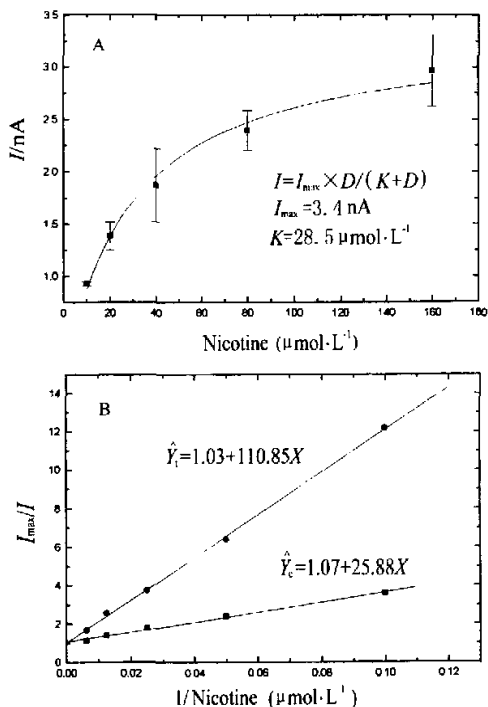 A
3.5
3.0
2.5
2.0
1.5
1.0
I/nA
I=Imax×D/(K+D)
Imax=3.4 nA
K=28.5 μmol·L⁻¹
0 20 40 60 80 100 120 140 160 180
Nicotine (μmol·L⁻¹)
B
14
12
10
8
6
4
2
0
Imax/I
Ŷt=1.03+110.85X
Ŷc=1.07+25.88X
0.00 0.02 0.04 0.06 0.08 0.10 0.12
1/Nicotine (μmol·L⁻¹)